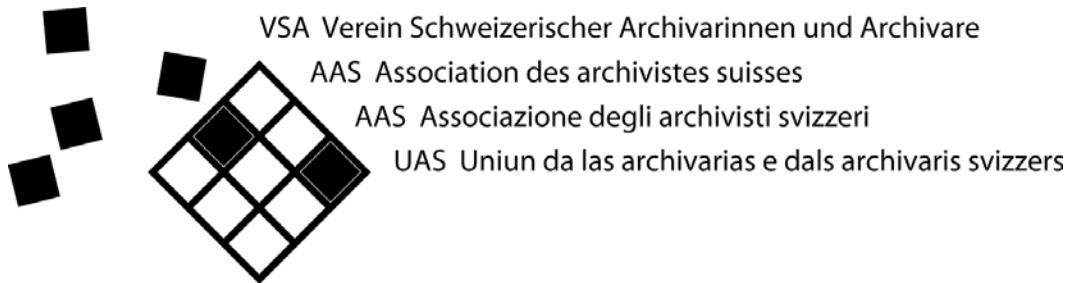 VSA Verein Schweizerischer Archivarinnen und Archivare
AAS Association des archivistes suisses
AAS Associazione degli archivisti svizzeri
UAS Uniun da las archivarias e dals archivaris svizzers